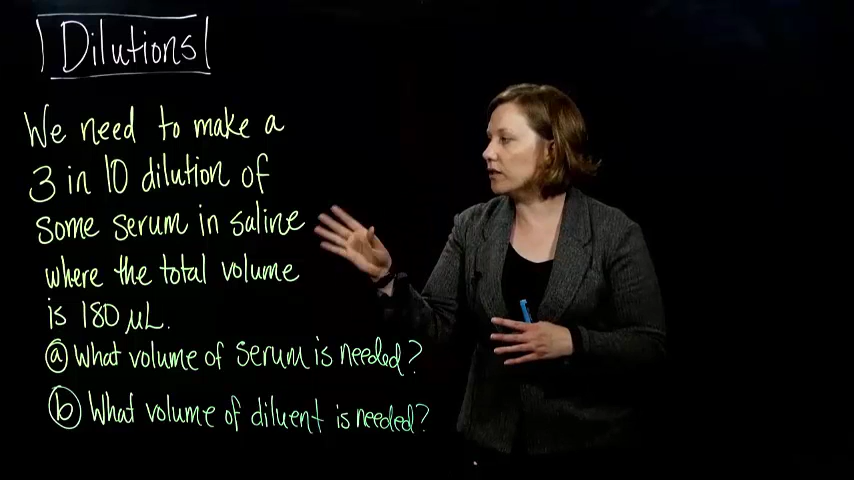 Dilutions
We need to make a
3 in 10 dilution of
some serum in saline
where the total volume
is 180 µL.
ⓐ What volume of serum is needed?
ⓑ What volume of diluent is needed?